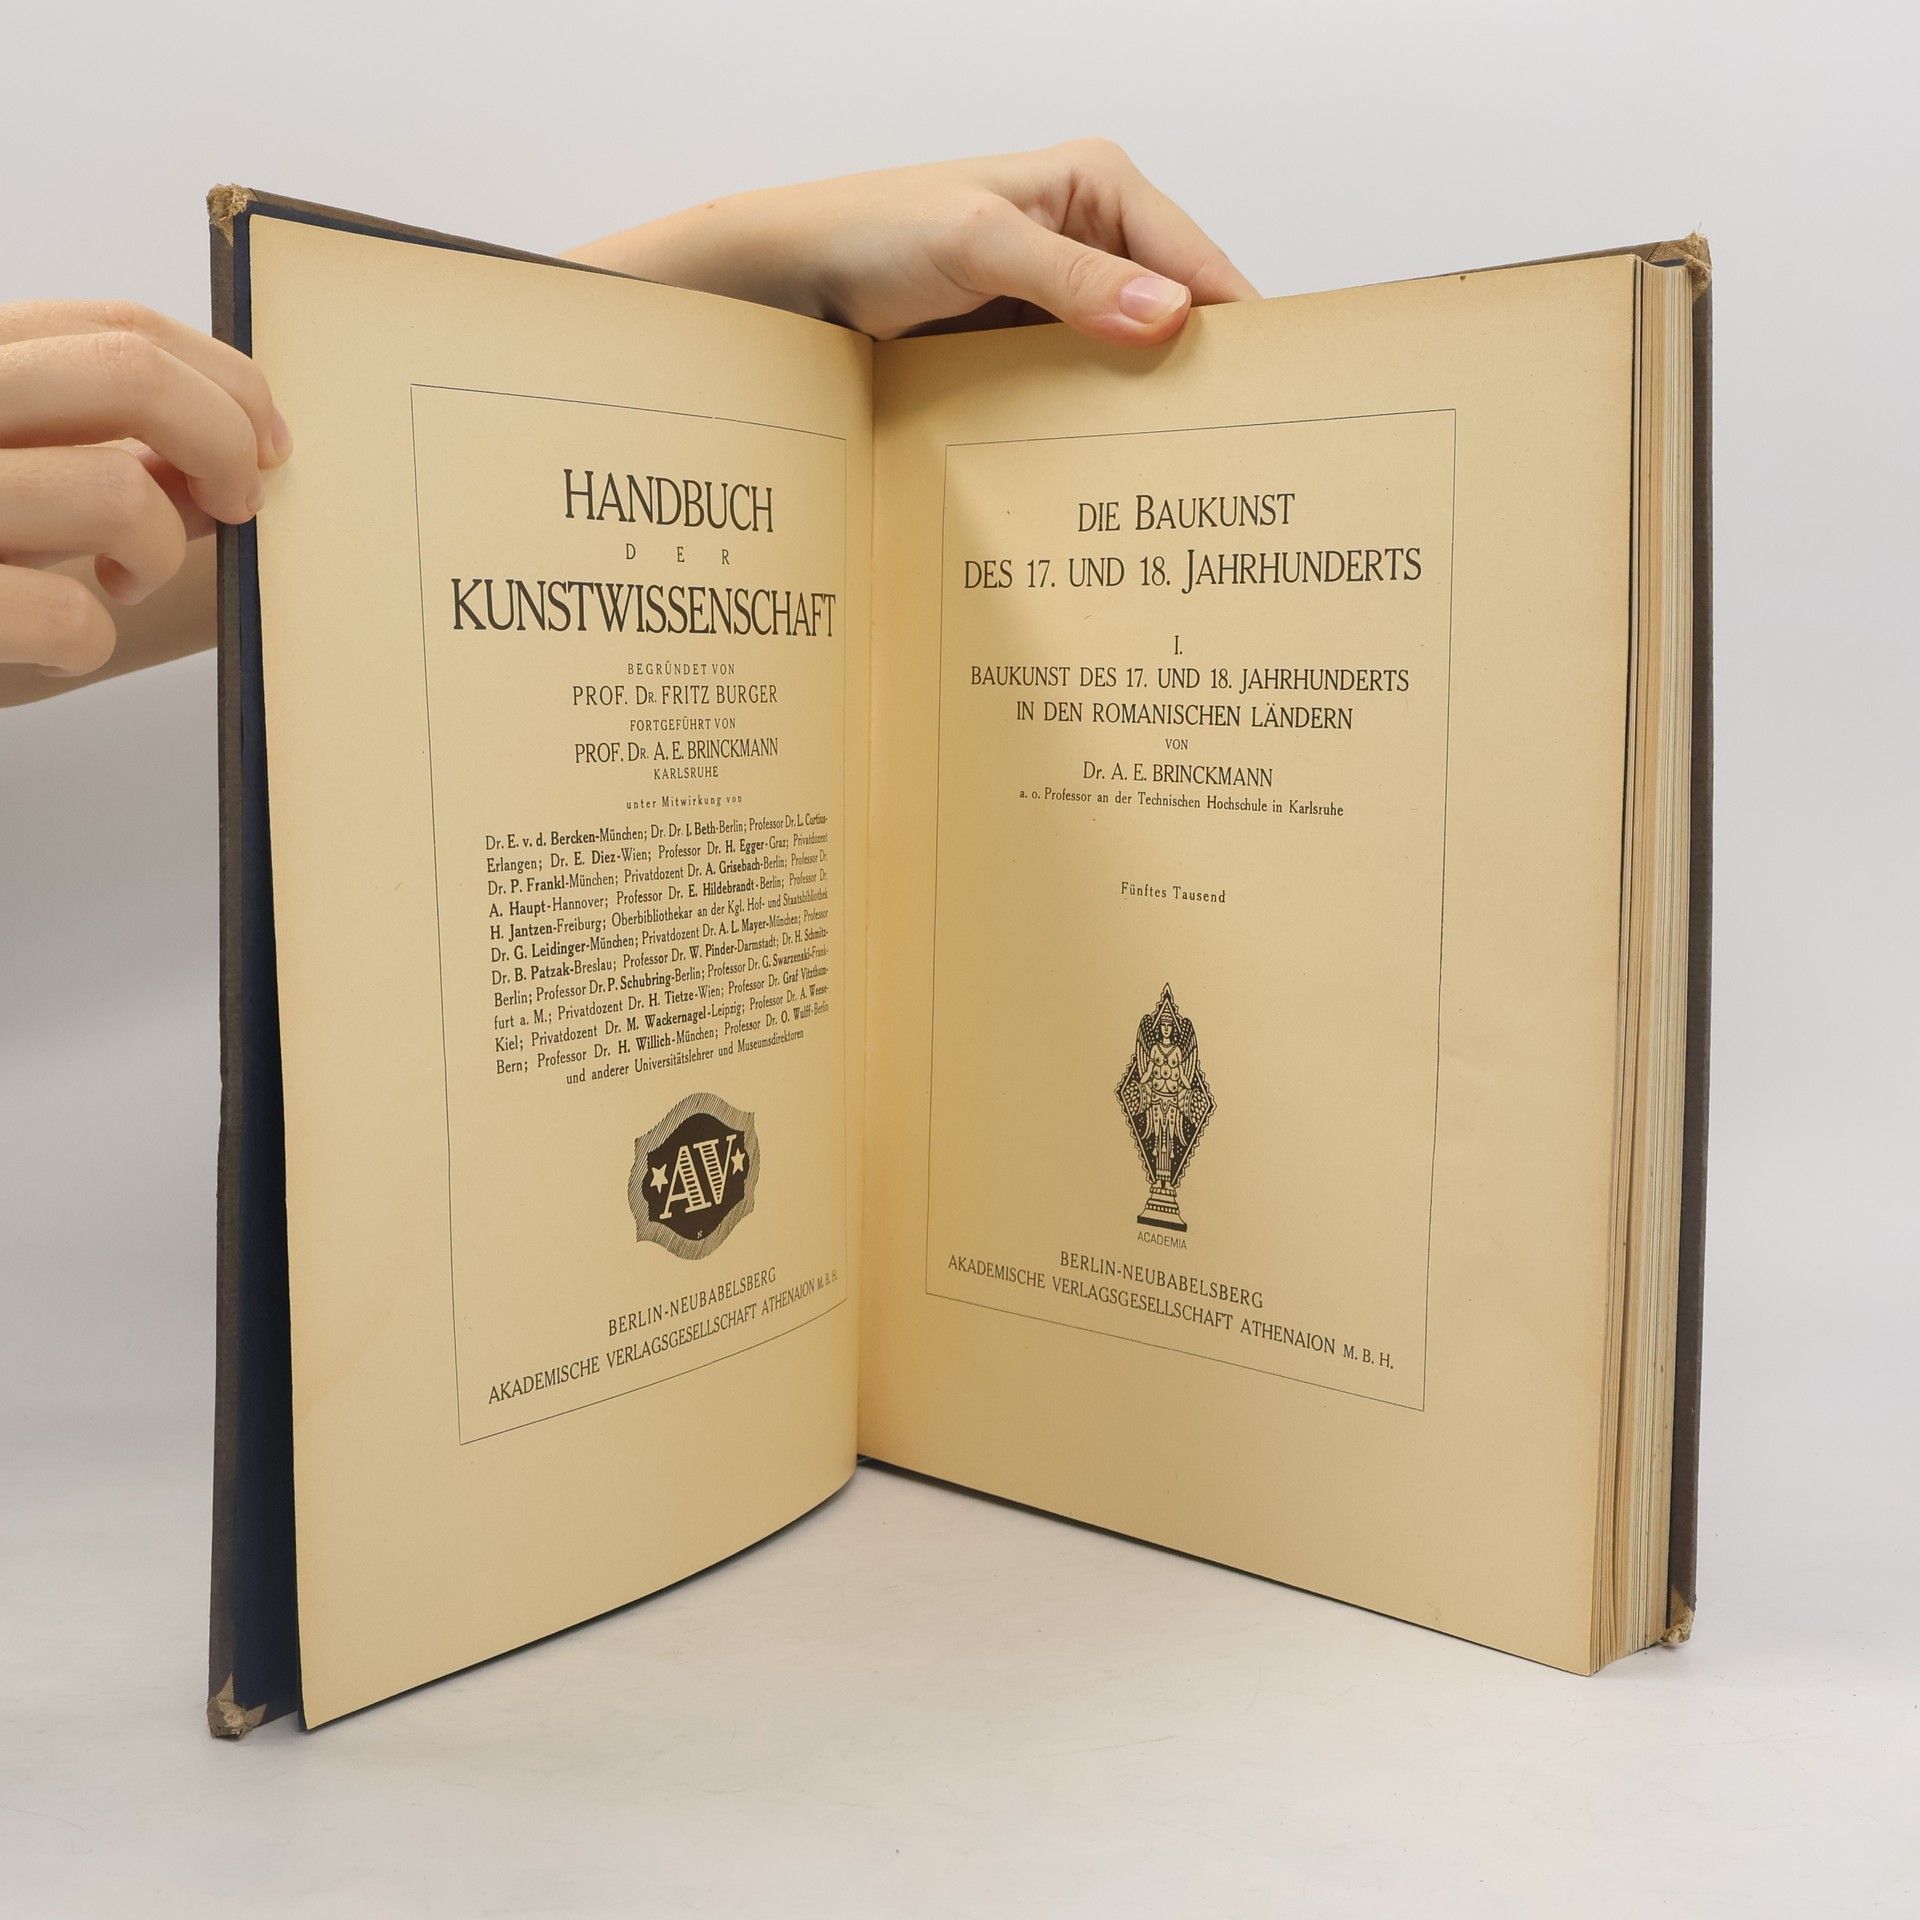 HANDBUCH
DER
KUNSTWISSENSCHAFT
BEGRÜNDET VON
PROF. DR. FRITZ BURGER
FORTGEFÜHRT VON
PROF. DR. A. E. BRINCKMANN
KARLSRUHE
unter Mitwirkung von
Dr. E. v. d. Bercken-München; Dr. Dr. I. Beth-Berlin; Professor Dr. L. Curtius-
Erlangen; Dr. E. Diez-Wien; Professor Dr. H. Egger-Graz; Privatdozent
Dr. P. Frankl-München; Privatdozent Dr. A. Grisebach-Berlin; Professor Dr.
A. Haupt-Hannover; Professor Dr. E. Hildebrandt-Berlin; Professor Dr.
H. Jantzen-Freiburg; Oberbibliothekar an der Kgl. Hof- und Staatsbibliothek
Dr. G. Leidinger-München; Privatdozent Dr. A. L. Mayer-München; Professor
Dr. B. Patzak-Breslau; Professor Dr. W. Pinder-Darmstadt; Dr. H. Schmitz-
Berlin; Professor Dr. P. Schubring-Berlin; Professor Dr. G. Swarzenski-Frank-
furt a. M.; Privatdozent Dr. H. Tietze-Wien; Professor Dr. Graf Vitzthum-
Kiel; Privatdozent Dr. M. Wackernagel-Leipzig; Professor Dr. A. Weese-
Bern; Professor Dr. H. Willich-München; Professor Dr. O. Wulff-Berlin
und anderer Universitätslehrer und Museumsdirektoren
AV
BERLIN-NEUBABELSBERG
AKADEMISCHE VERLAGSGESELLSCHAFT ATHENAION M. B. H.
DIE BAUKUNST
DES 17. UND 18. JAHRHUNDERTS
I.
BAUKUNST DES 17. UND 18. JAHRHUNDERTS
IN DEN ROMANISCHEN LÄNDERN
VON
Dr. A. E. BRINCKMANN
a. o. Professor an der Technischen Hochschule in Karlsruhe
Fünftes Tausend
ACADEMIA
BERLIN-NEUBABELSBERG
AKADEMISCHE VERLAGSGESELLSCHAFT ATHENAION M. B. H.